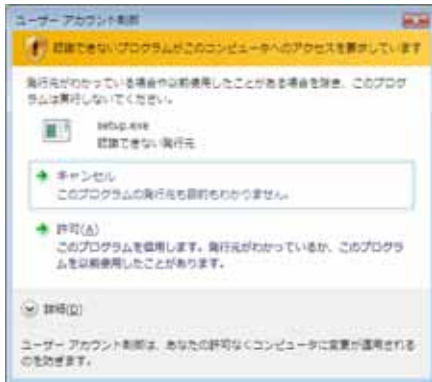 ユーザー アカウント制御
認識できないプログラムがこのコンピュータへのアクセスを要求しています
発行元がわかっている場合や以前使用したことがある場合を除き、このプログ
ラムは実行しないでください。
setup.exe
認識できない発行元
キャンセル
このプログラムの発行元も目的もわかりません。
許可(A)
このプログラムを信用します。発行元がわかっているか、このプログラ
ムを以前使用したことがあります。
詳細(D)
ユーザー アカウント制御は、あなたの許可なくコンピュータに変更が適用される
のを防ぎます。